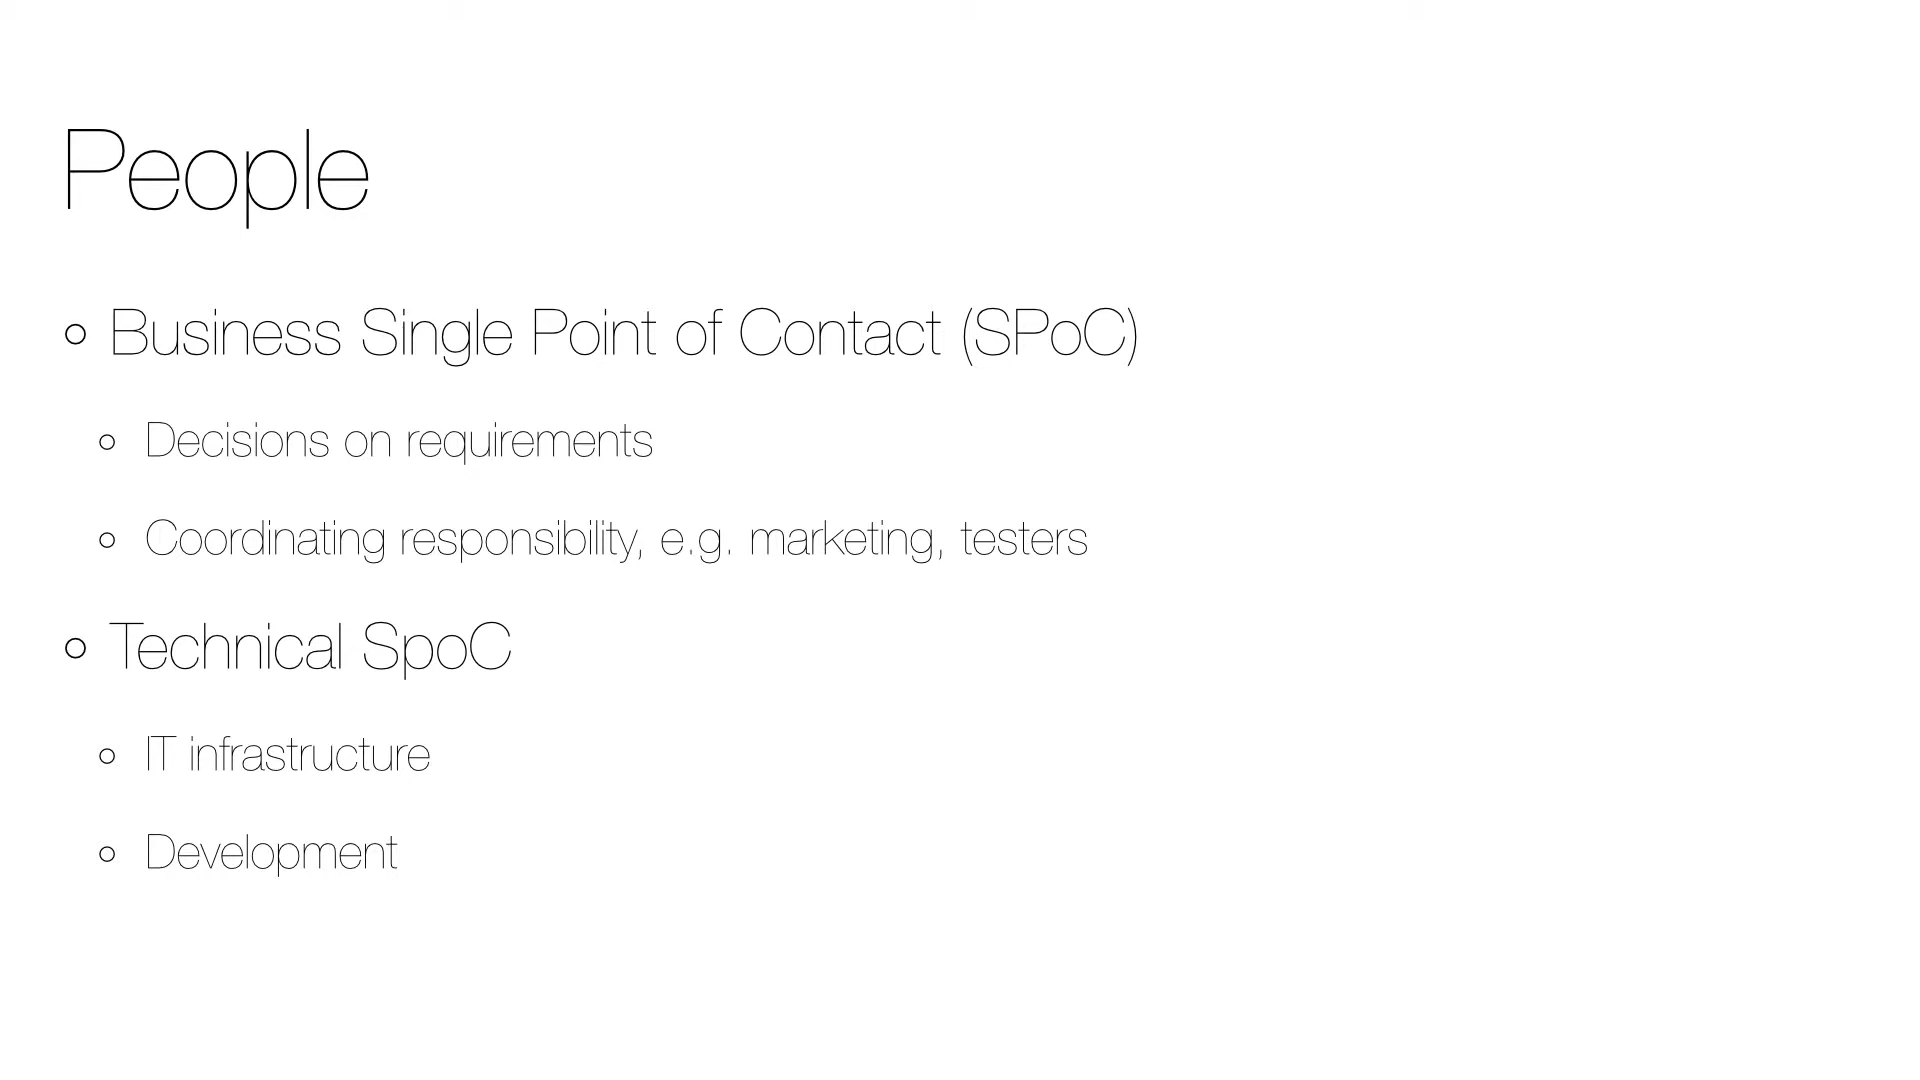 People
Business Single Point of Contact (SPoC)
Decisions on requirements
Coordinating responsibility, e.g. marketing, testers
Technical SpoC
IT infrastructure
Development